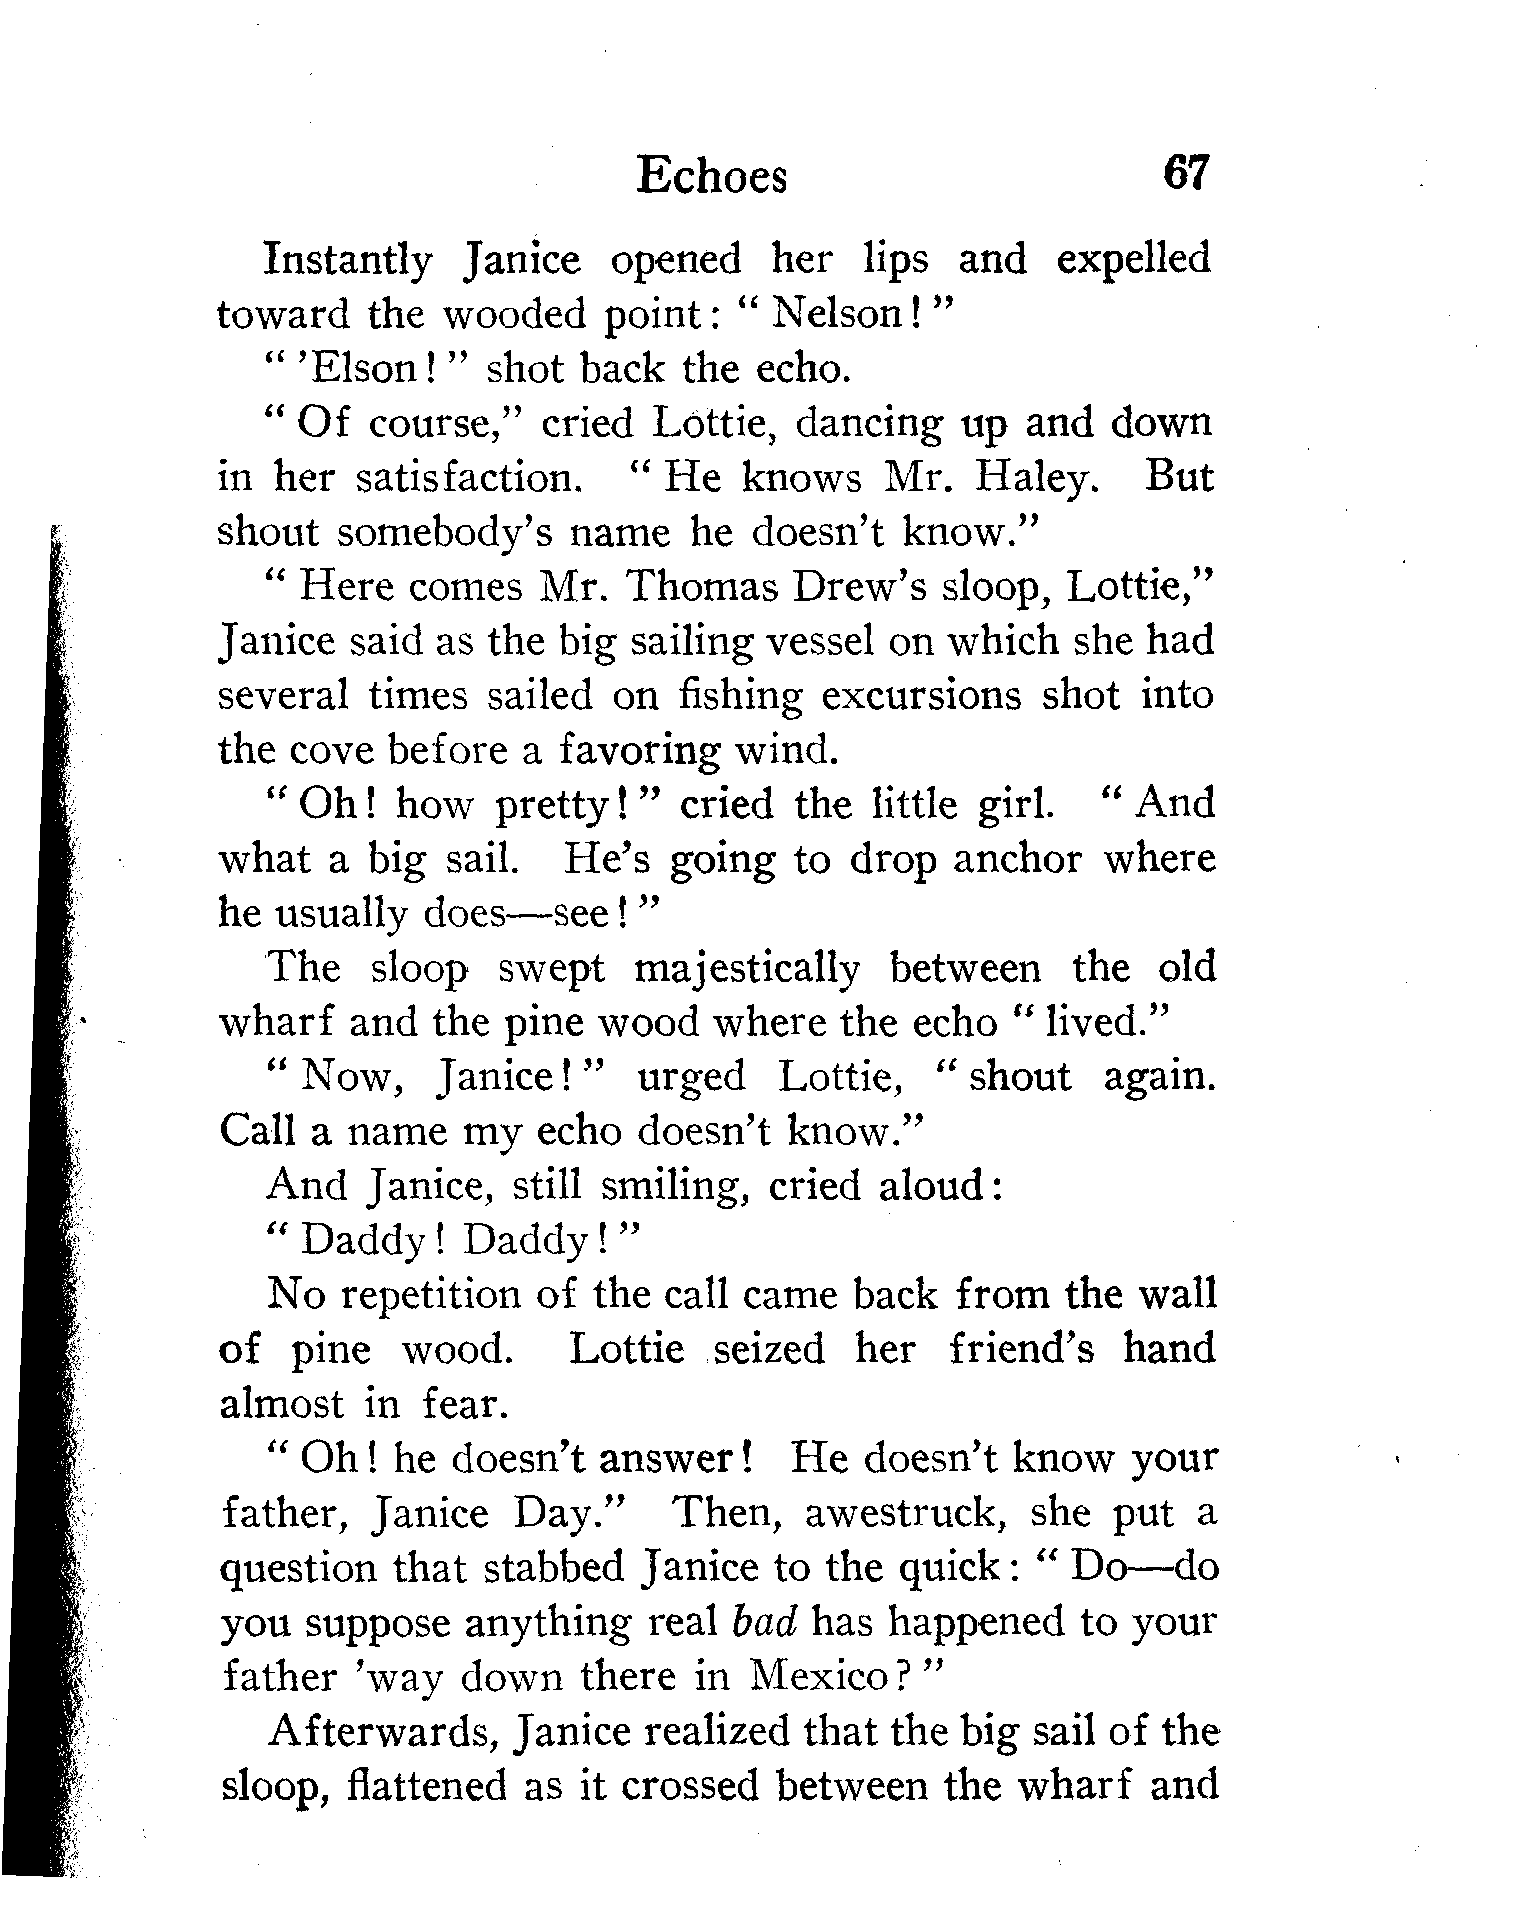 Echoes 67
Instantly Janice opened her lips and expelled
toward the wooded point: " Nelson! "
" 'Elson! " shot back the echo.
" Of course," cried Lottie, dancing up and down
in her satisfaction. " He knows Mr. Haley. But
shout somebody's name he doesn't know."
" Here comes Mr. Thomas Drew's sloop, Lottie,"
Janice said as the big sailing vessel on which she had
several times sailed on fishing excursions shot into
the cove before a favoring wind.
" Oh! how pretty! " cried the little girl. " And
what a big sail. He's going to drop anchor where
he usually does—see! "
The sloop swept majestically between the old
wharf and the pine wood where the echo " lived."
" Now, Janice! " urged Lottie, " shout again.
Call a name my echo doesn't know."
And Janice, still smiling, cried aloud:
" Daddy! Daddy! "
No repetition of the call came back from the wall
of pine wood. Lottie seized her friend's hand
almost in fear.
" Oh! he doesn't answer! He doesn't know your
father, Janice Day." Then, awestruck, she put a
question that stabbed Janice to the quick: " Do—do
you suppose anything real bad has happened to your
father 'way down there in Mexico? "
Afterwards, Janice realized that the big sail of the
sloop, flattened as it crossed between the wharf and